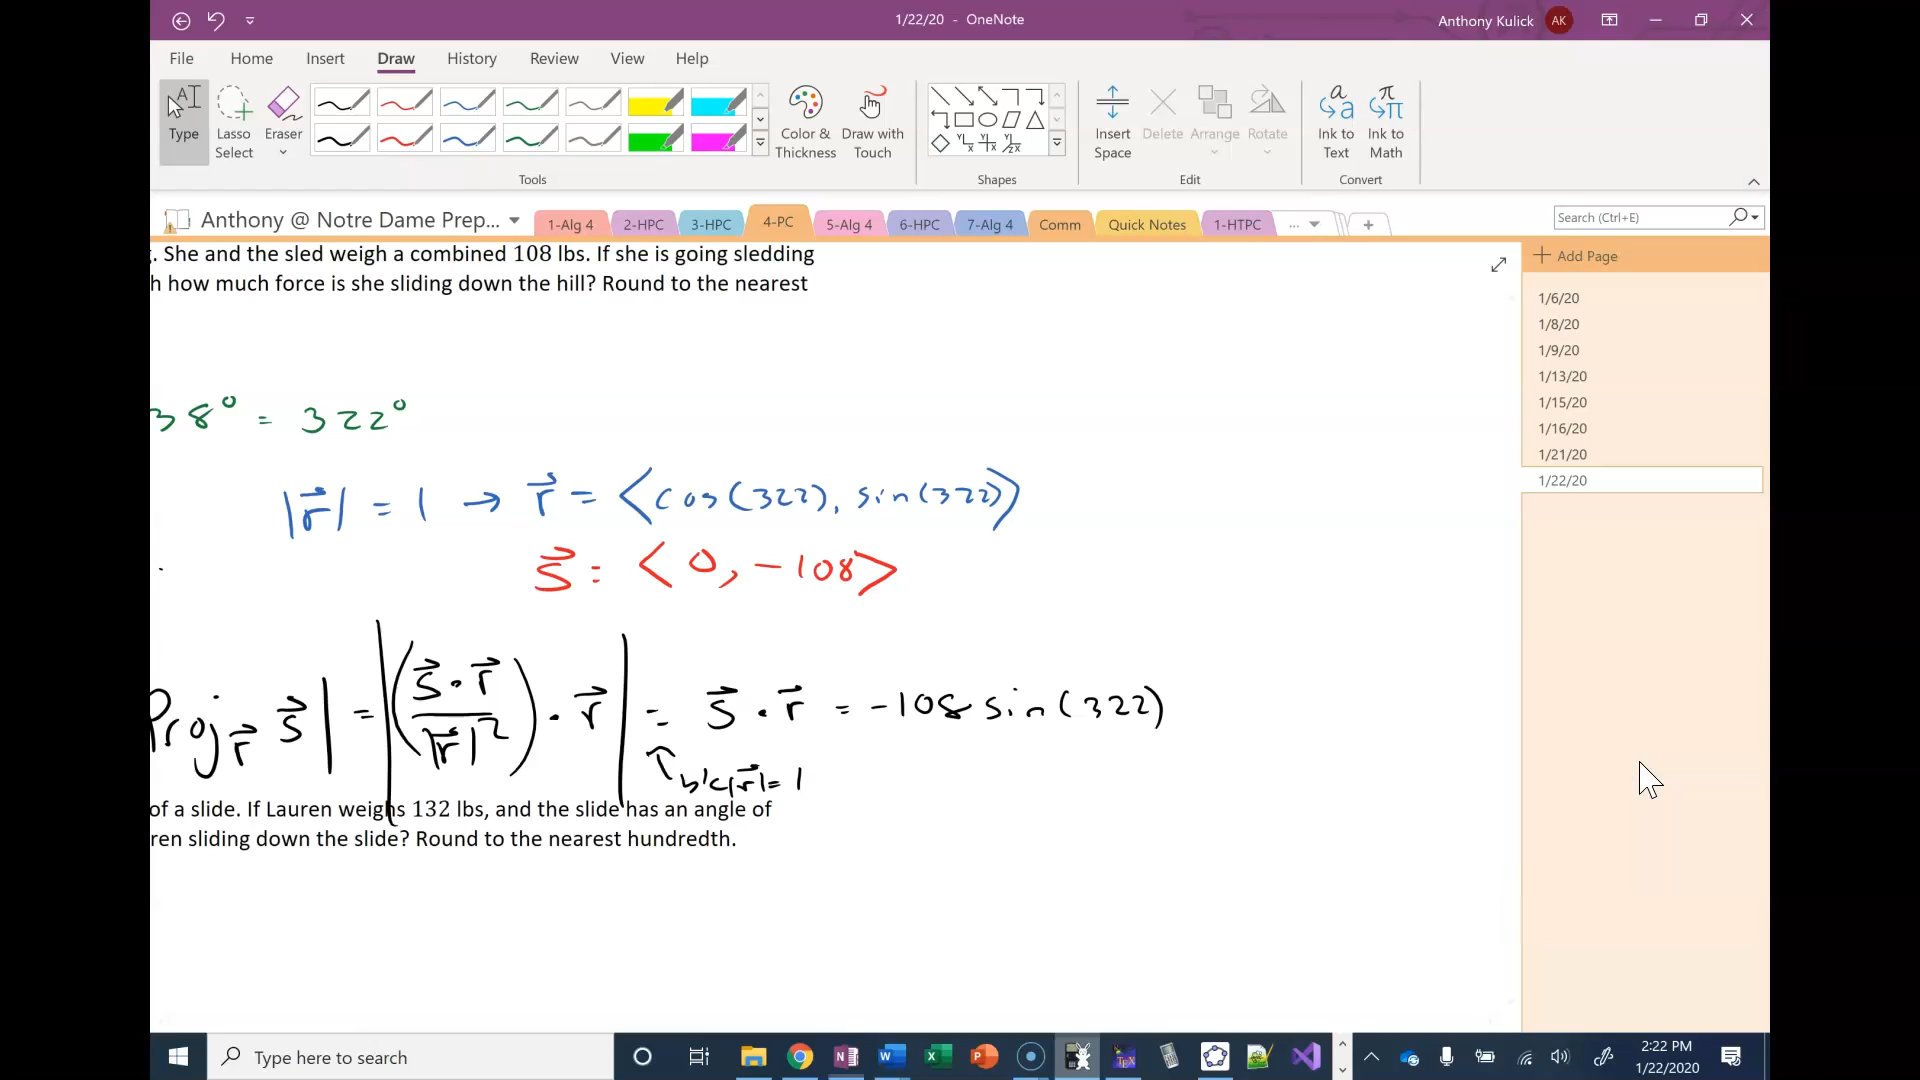 1/22/20 - OneNote
Anthony Kulick AK
File Home Insert Draw History Review View Help
Type
Lasso Select
Eraser
Color & Thickness
Draw with Touch
Insert Space
Delete
Arrange
Rotate
Ink to Text
Ink to Math
Tools Shapes Edit Convert
Anthony @ Notre Dame Prep... 1-Alg 4 2-HPC 3-HPC 4-PC 5-Alg 4 6-HPC 7-Alg 4 Comm Quick Notes 1-HTPC ... +
Search (Ctrl+E)
Add Page
1/6/20
1/8/20
1/9/20
1/13/20
1/15/20
1/16/20
1/21/20
1/22/20
. She and the sled weigh a combined 108 lbs. If she is going sledding
h how much force is she sliding down the hill? Round to the nearest
38° = 322°
|r⃗| = 1 → r⃗ = <cos(322), sin(322)>
s⃗ = <0, -108>
Proj_r⃗ s⃗| = |(s⃗·r⃗/|r⃗|²)·r⃗| = s⃗·r⃗ = -108 sin(322)
b/c |r⃗| = 1
of a slide. If Lauren weighs 132 lbs, and the slide has an angle of
ren sliding down the slide? Round to the nearest hundredth.
Type here to search
2:22 PM
1/22/2020